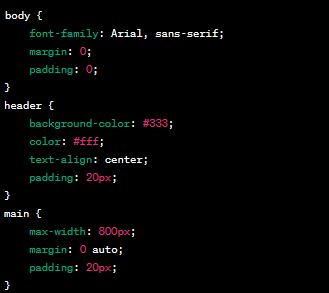 body {
    font-family: Arial, sans-serif;
    margin: 0;
    padding: 0;
}
header {
    background-color: #333;
    color: #fff;
    text-align: center;
    padding: 20px;
}
main {
    max-width: 800px;
    margin: 0 auto;
    padding: 20px;
}